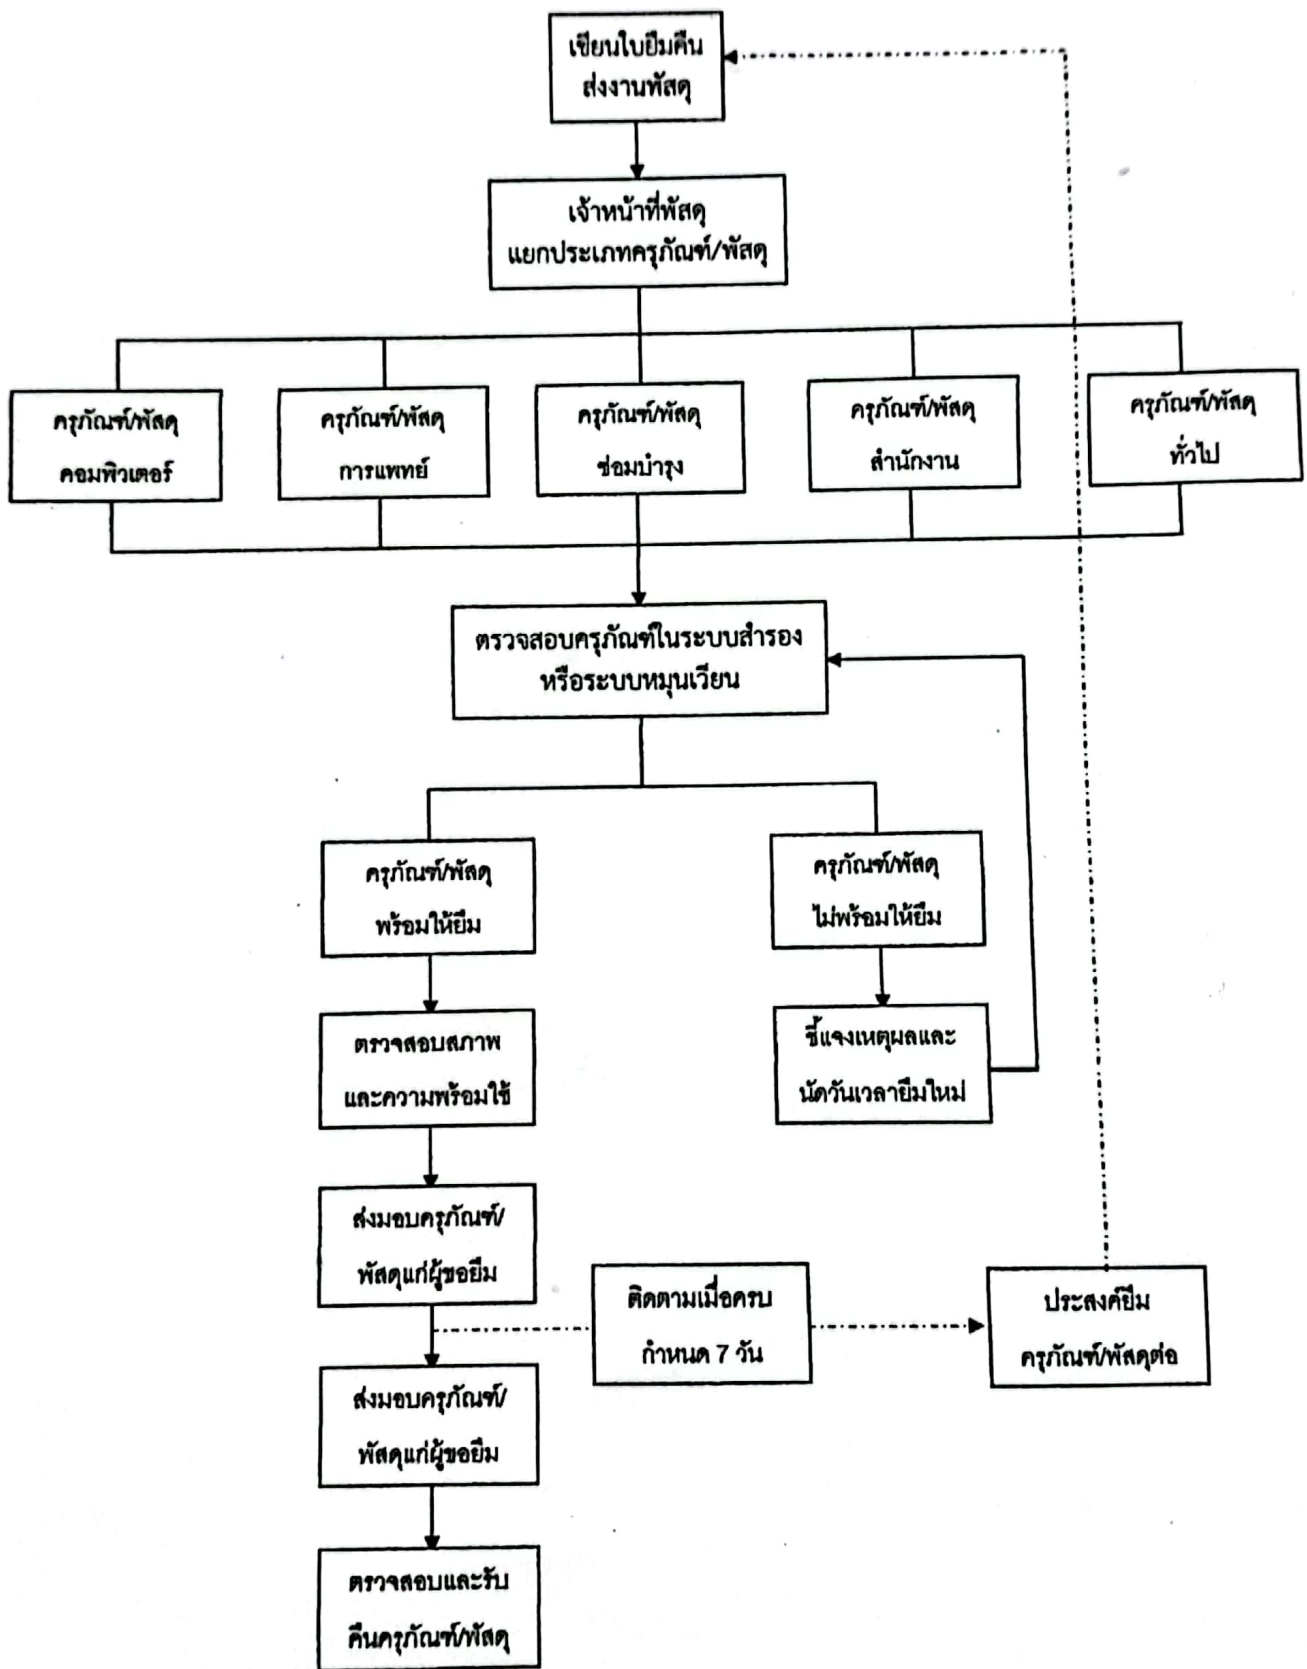 เขียนใบยืมคืน
ส่งงานพัสดุ
เจ้าหน้าที่พัสดุ
แยกประเภทครุภัณฑ์/พัสดุ
ครุภัณฑ์/พัสดุ
คอมพิวเตอร์
ครุภัณฑ์/พัสดุ
การแพทย์
ครุภัณฑ์/พัสดุ
ซ่อมบำรุง
ครุภัณฑ์/พัสดุ
สำนักงาน
ครุภัณฑ์/พัสดุ
ทั่วไป
ตรวจสอบครุภัณฑ์ในระบบสำรอง
หรือระบบหมุนเวียน
ครุภัณฑ์/พัสดุ
พร้อมให้ยืม
ครุภัณฑ์/พัสดุ
ไม่พร้อมให้ยืม
ตรวจสอบสภาพ
และความพร้อมใช้
ชี้แจงเหตุผลและ
นัดวันเวลายืมใหม่
ส่งมอบครุภัณฑ์/
พัสดุแก่ผู้ขอยืม
ติดตามเมื่อครบ
กำหนด 7 วัน
ประสงค์ยืม
ครุภัณฑ์/พัสดุต่อ
ส่งมอบครุภัณฑ์/
พัสดุแก่ผู้ขอยืม
ตรวจสอบและรับ
คืนครุภัณฑ์/พัสดุ